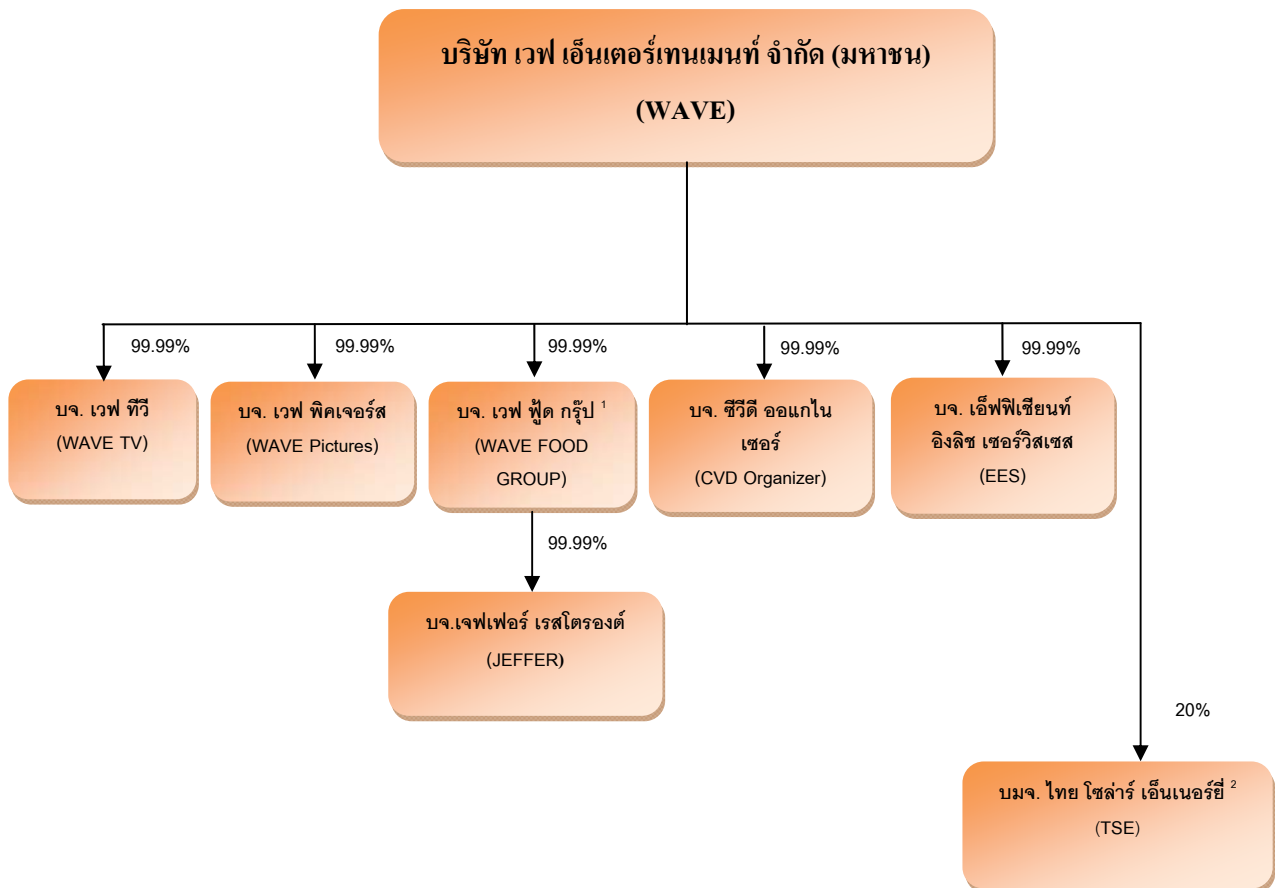 บริษัท เวฟ เอ็นเตอร์เทนเมนท์ จำกัด (มหาชน)
(WAVE)
99.99%
99.99%
99.99%
99.99%
99.99%
บจ. เวฟ ทีวี
(WAVE TV)
บจ. เวฟ พิคเจอร์ส
(WAVE Pictures)
บจ. เวฟ ฟู้ด กรุ๊ป 1
(WAVE FOOD
GROUP)
บจ. ซีวีดี ออแกไน
เซอร์
(CVD Organizer)
บจ. เอ็ฟฟิเชียนท์
อิงลิช เซอร์วิสเซส
(EES)
99.99%
บจ.เจฟเฟอร์ เรสโตรองต์
(JEFFER)
20%
บมจ. ไทย โซล่าร์ เอ็นเนอร์ยี่ 2
(TSE)